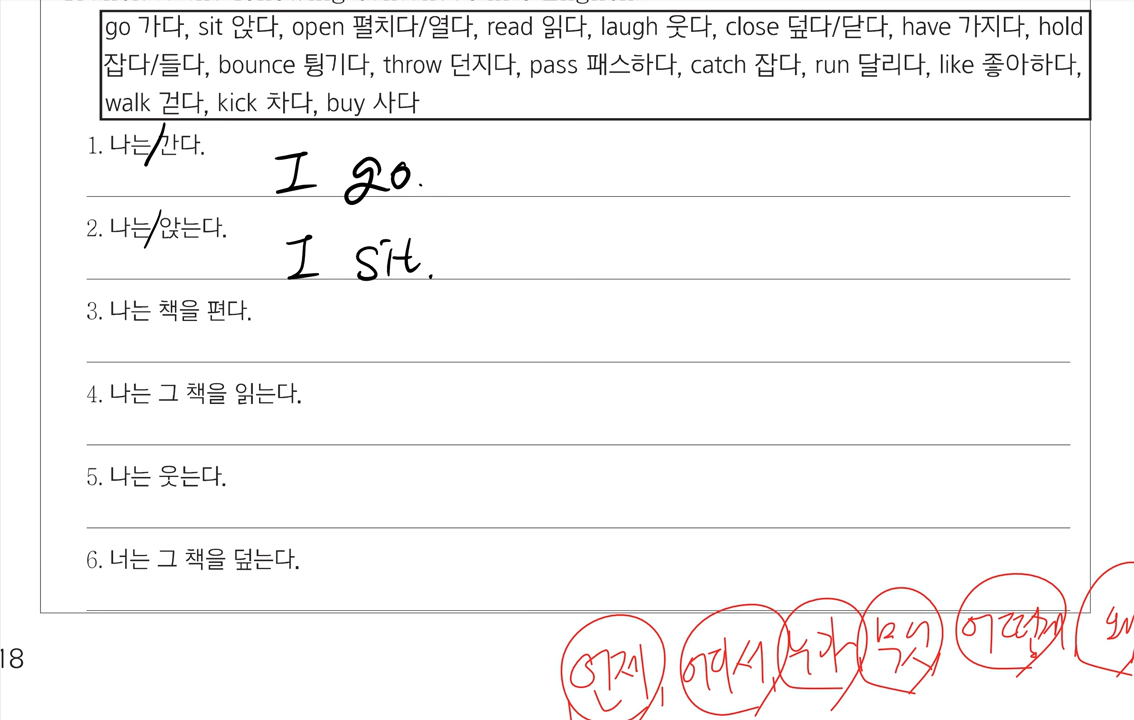 go 가다, sit 앉다, open 펼치다/열다, read 읽다, laugh 웃다, close 덮다/닫다, have 가지다, hold
잡다/들다, bounce 튕기다, throw 던지다, pass 패스하다, catch 잡다, run 달리다, like 좋아하다,
walk 걷다, kick 차다, buy 사다
1. 나는/간다.
I go.
2. 나는/앉는다.
I sit.
3. 나는 책을 편다.
4. 나는 그 책을 읽는다.
5. 나는 웃는다.
6. 너는 그 책을 덮는다.
언제, 어디서, 누가, 무엇, 어떻게, 왜
18